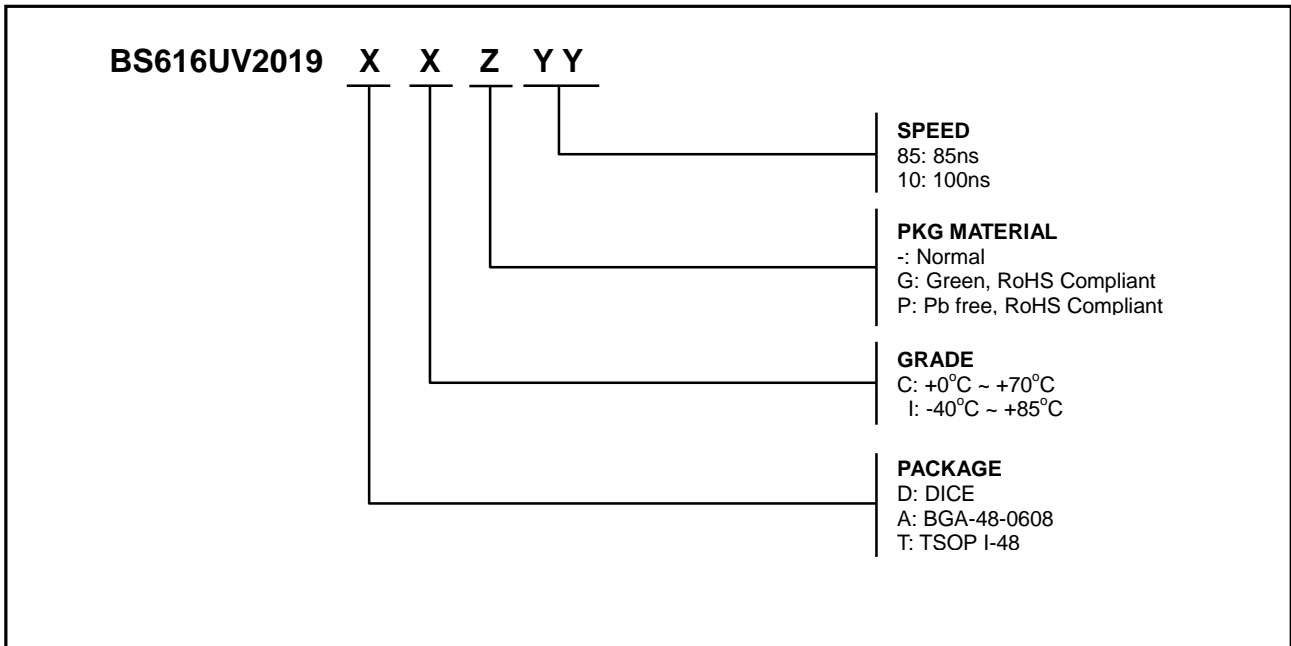 BS616UV2019 X X Z Y Y
SPEED
85: 85ns
10: 100ns
PKG MATERIAL
-: Normal
G: Green, RoHS Compliant
P: Pb free, RoHS Compliant
GRADE
C: +0°C ~ +70°C
I: -40°C ~ +85°C
PACKAGE
D: DICE
A: BGA-48-0608
T: TSOP I-48